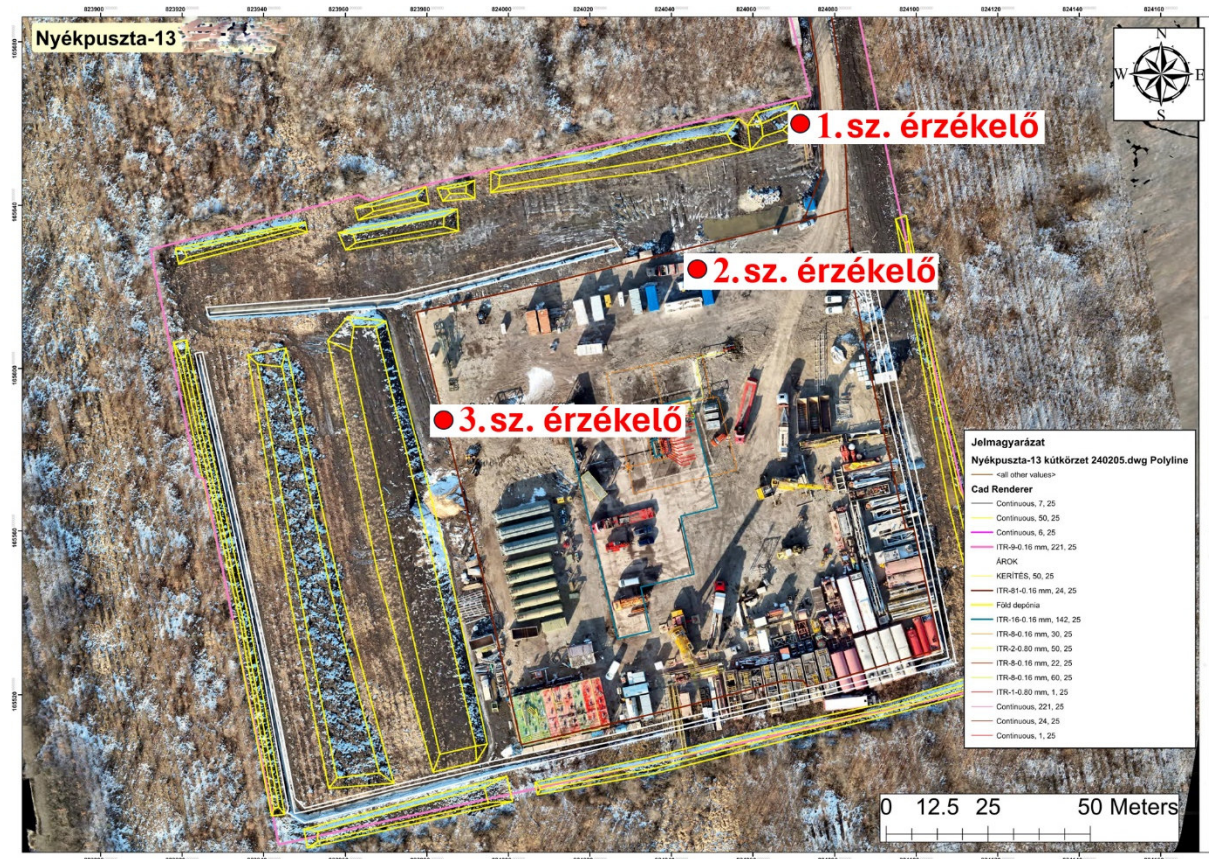 823900 823920 823940 823960 823980 824000 824020 824040 824060 824080 824100 824120 824140 824160
Nyékpuszta-13
N
W E
S
1.sz. érzékelő
2.sz. érzékelő
3.sz. érzékelő
Jelmagyarázat
Nyékpuszta-13 kútkörzet 240205.dwg Polyline
<all other values>
Cad Renderer
Continuous, 7, 25
Continuous, 50, 25
Continuous, 6, 25
ITR-9-0.16 mm, 221, 25
ÁROK
KERÍTÉS, 50, 25
ITR-81-0.16 mm, 24, 25
Föld depónia
ITR-16-0.16 mm, 142, 25
ITR-8-0.16 mm, 30, 25
ITR-2-0.80 mm, 50, 25
ITR-8-0.16 mm, 22, 25
ITR-8-0.16 mm, 60, 25
ITR-1-0.80 mm, 1, 25
Continuous, 221, 25
Continuous, 24, 25
Continuous, 1, 25
0 12.5 25 50 Meters